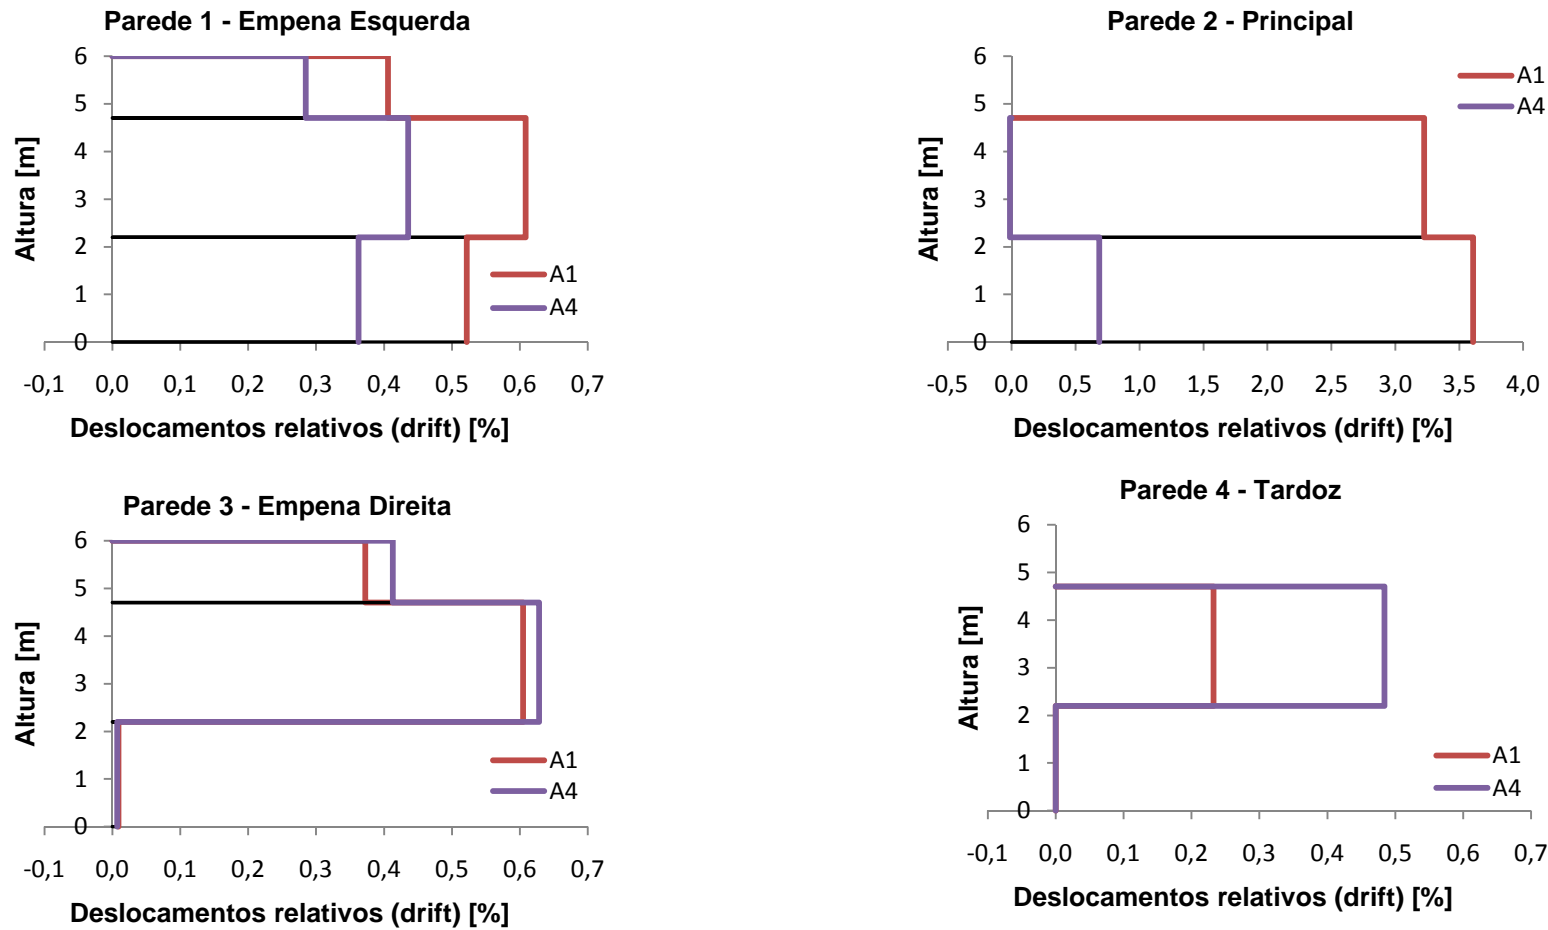 Parede 1 - Empena Esquerda
6
5
4
3
2
1
0
Altura [m]
A1
A4
-0,1 0,0 0,1 0,2 0,3 0,4 0,5 0,6 0,7
Deslocamentos relativos (drift) [%]
Parede 2 - Principal
6
5
4
3
2
1
0
Altura [m]
A1
A4
-0,5 0,0 0,5 1,0 1,5 2,0 2,5 3,0 3,5 4,0
Deslocamentos relativos (drift) [%]
Parede 3 - Empena Direita
6
5
4
3
2
1
0
Altura [m]
A1
A4
-0,1 0,0 0,1 0,2 0,3 0,4 0,5 0,6 0,7
Deslocamentos relativos (drift) [%]
Parede 4 - Tardoz
6
5
4
3
2
1
0
Altura [m]
A1
A4
-0,1 0,0 0,1 0,2 0,3 0,4 0,5 0,6 0,7
Deslocamentos relativos (drift) [%]